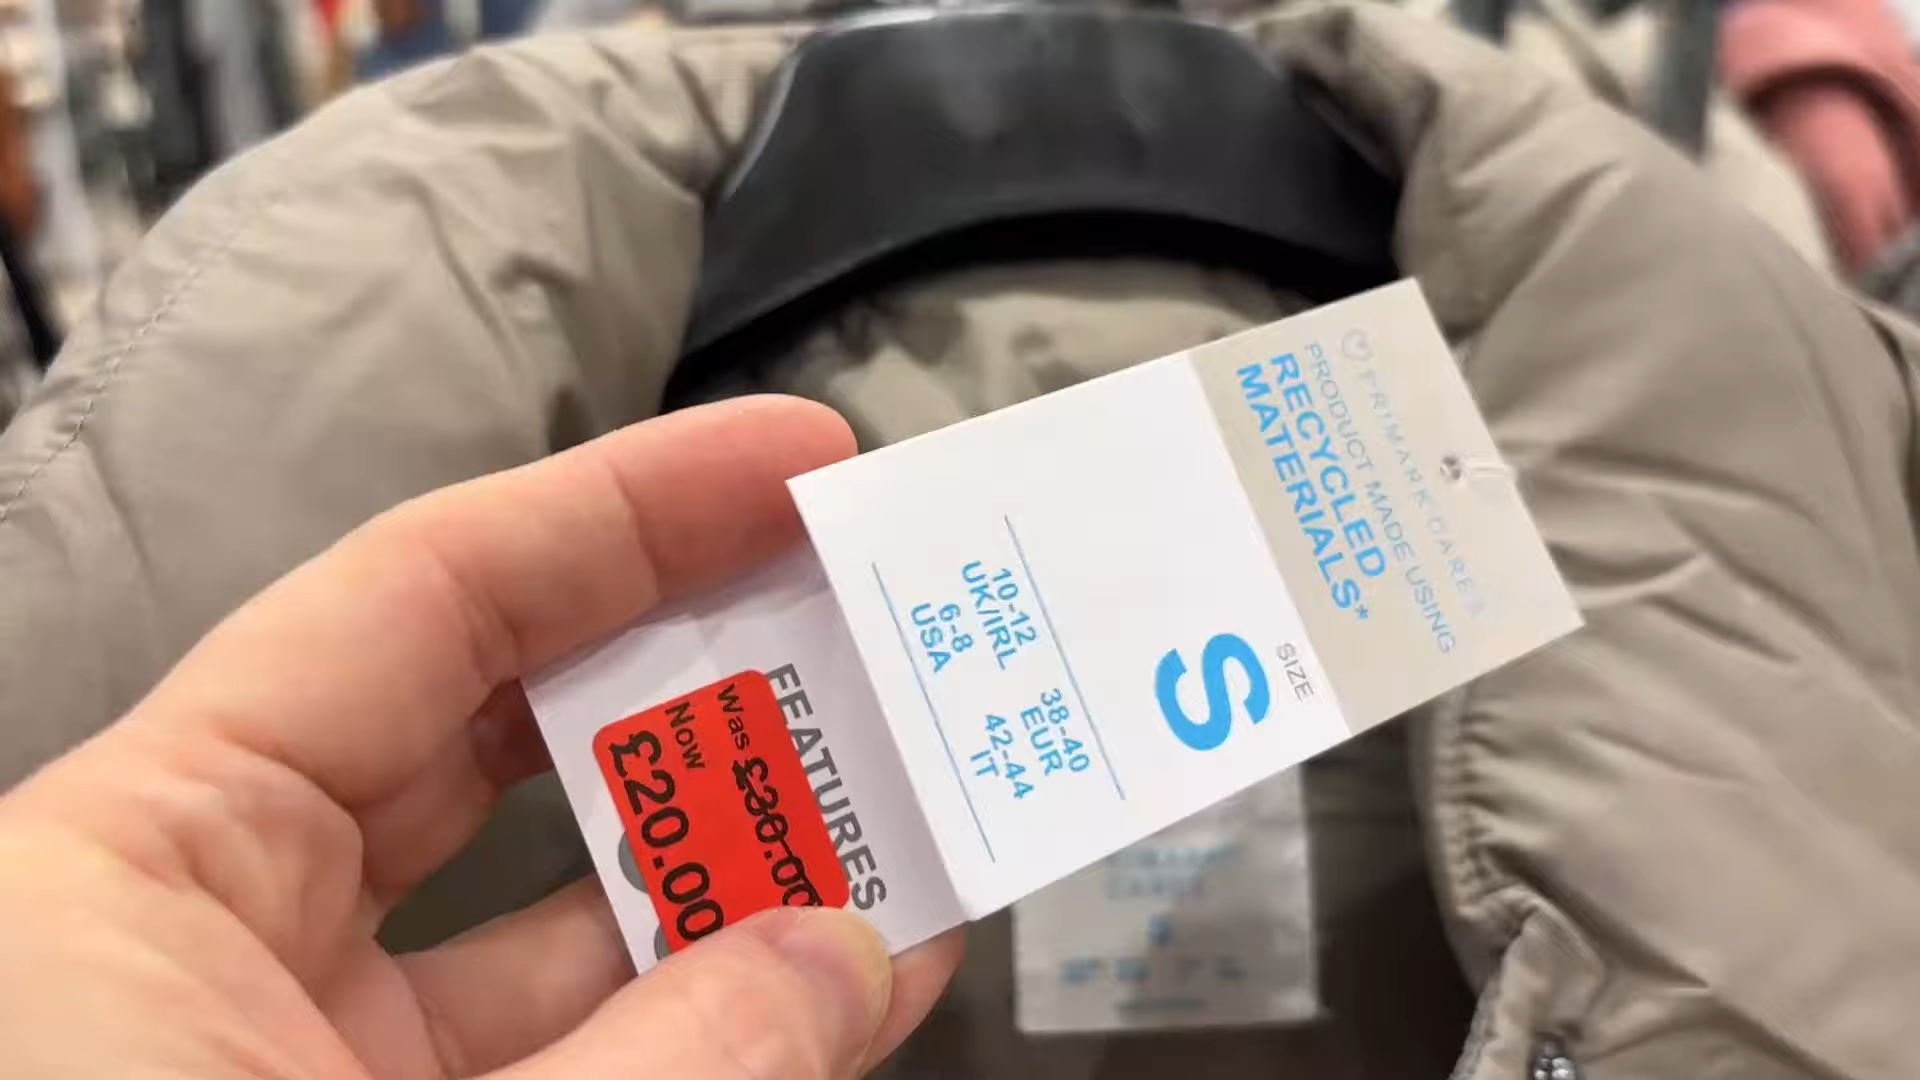 PRIMARK CARES
PRODUCT MADE USING
RECYCLED
MATERIALS*
SIZE
S
10-12
UK/IRL
38-40
EUR
6-8
USA
42-44
IT
FEATURES
Was £30.00
Now
£20.00